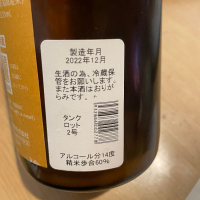 製造年月
2022年12月
生酒の為、冷蔵保
管をお願いします。
また本酒はおりが
らみです。
タンク
ロット
2号
アルコール分14度
精米歩合60%